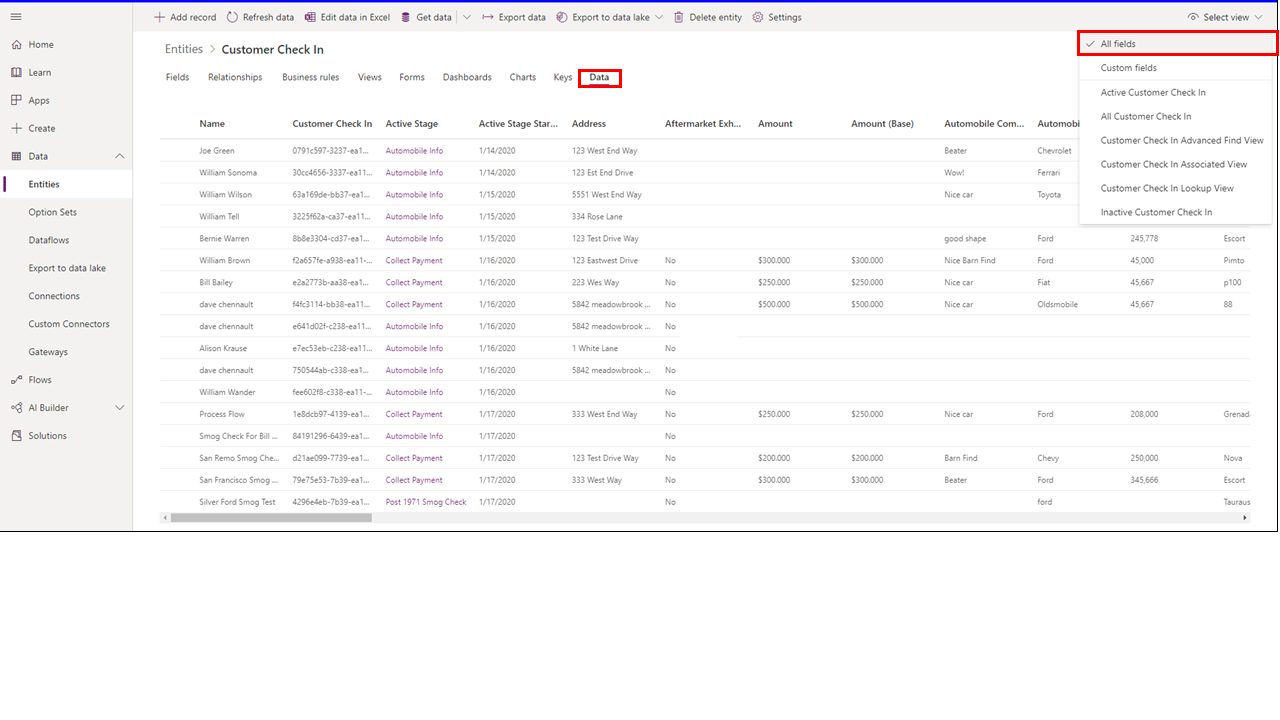 Add record Refresh data Edit data in Excel Get data Export data Export to data lake Delete entity Settings Select view
Home
Learn
Apps
Create
Data
Entities
Option Sets
Dataflows
Export to data lake
Connections
Custom Connectors
Gateways
Flows
AI Builder
Solutions
Entities > Customer Check In
Fields Relationships Business rules Views Forms Dashboards Charts Keys Data
All fields
Custom fields
Active Customer Check In
All Customer Check In
Customer Check In Advanced Find View
Customer Check In Associated View
Customer Check In Lookup View
Inactive Customer Check In
Name Customer Check In Active Stage Active Stage Star... Address Aftermarket Exh... Amount Amount (Base) Automobile Com... Automobi
Joe Green 0791c597-3237-ea1... Automobile Info 1/14/2020 123 West End Way Beater Chevrolet
William Sonoma 30cc4656-3337-ea11... Automobile Info 1/14/2020 123 Est End Drive Wow! Ferrari
William Wilson 63a169de-bb37-ea1... Automobile Info 1/15/2020 5551 West End Way Nice car Toyota
William Tell 3225f62a-ca37-ea11... Automobile Info 1/15/2020 334 Rose Lane
Bernie Warren 8b8e3304-cd37-ea1... Automobile Info 1/15/2020 123 Test Drive Way good shape Ford 245,778 Escort
William Brown f2a657fe-a938-ea11-... Collect Payment 1/16/2020 123 Eastwest Drive No $300.000 $300.000 Nice Barn Find Ford 45,000 Pimto
Bill Bailey e2a2773b-aa38-ea1... Collect Payment 1/16/2020 223 Wes Way No $250.000 $250.000 Nice car Fiat 45,667 p100
dave chennault f4fc3114-bb38-ea11... Collect Payment 1/16/2020 5842 meadowbrook ... No $500.000 $500.000 Nice car Oldsmobile 45,667 88
dave chennault e641d02f-c238-ea11... Automobile Info 1/16/2020 5842 meadowbrook ... No
Alison Krause e7ec53eb-c238-ea11... Automobile Info 1/16/2020 1 White Lane No
dave chennault 750544ab-c338-ea1... Automobile Info 1/16/2020 5842 meadowbrook ... No
William Wander fee602f8-c338-ea11-... Automobile Info 1/16/2020 No
Process Flow 1e8dcb97-4139-ea1... Collect Payment 1/17/2020 333 West End Way No $250.000 $250.000 Nice car Ford 208,000 Grenad
Smog Check For Bill ... 84191296-6439-ea1... Automobile Info 1/17/2020 No
San Remo Smog Che... d21ae099-7739-ea1... Collect Payment 1/17/2020 123 Test Drive Way No $200.000 $200.000 Barn Find Chevy 250,000 Nova
San Francisco Smog ... 79e75e53-7b39-ea1... Collect Payment 1/17/2020 333 West Way No $300.000 $300.000 Beater Ford 345,666 Escort
Silver Ford Smog Test 4296e4eb-7b39-ea1... Post 1971 Smog Check 1/17/2020 No ford Tauraus